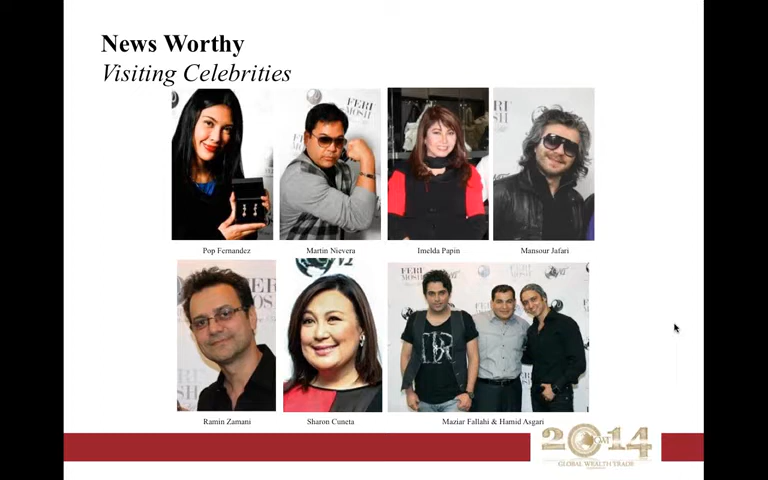 News Worthy
Visiting Celebrities
Pop Fernandez
Martin Nievera
Imelda Papin
Mansour Jafari
Ramin Zamani
Sharon Cuneta
Maziar Fallahi & Hamid Asgari
2014
GWT
GLOBAL WEALTH TRADE